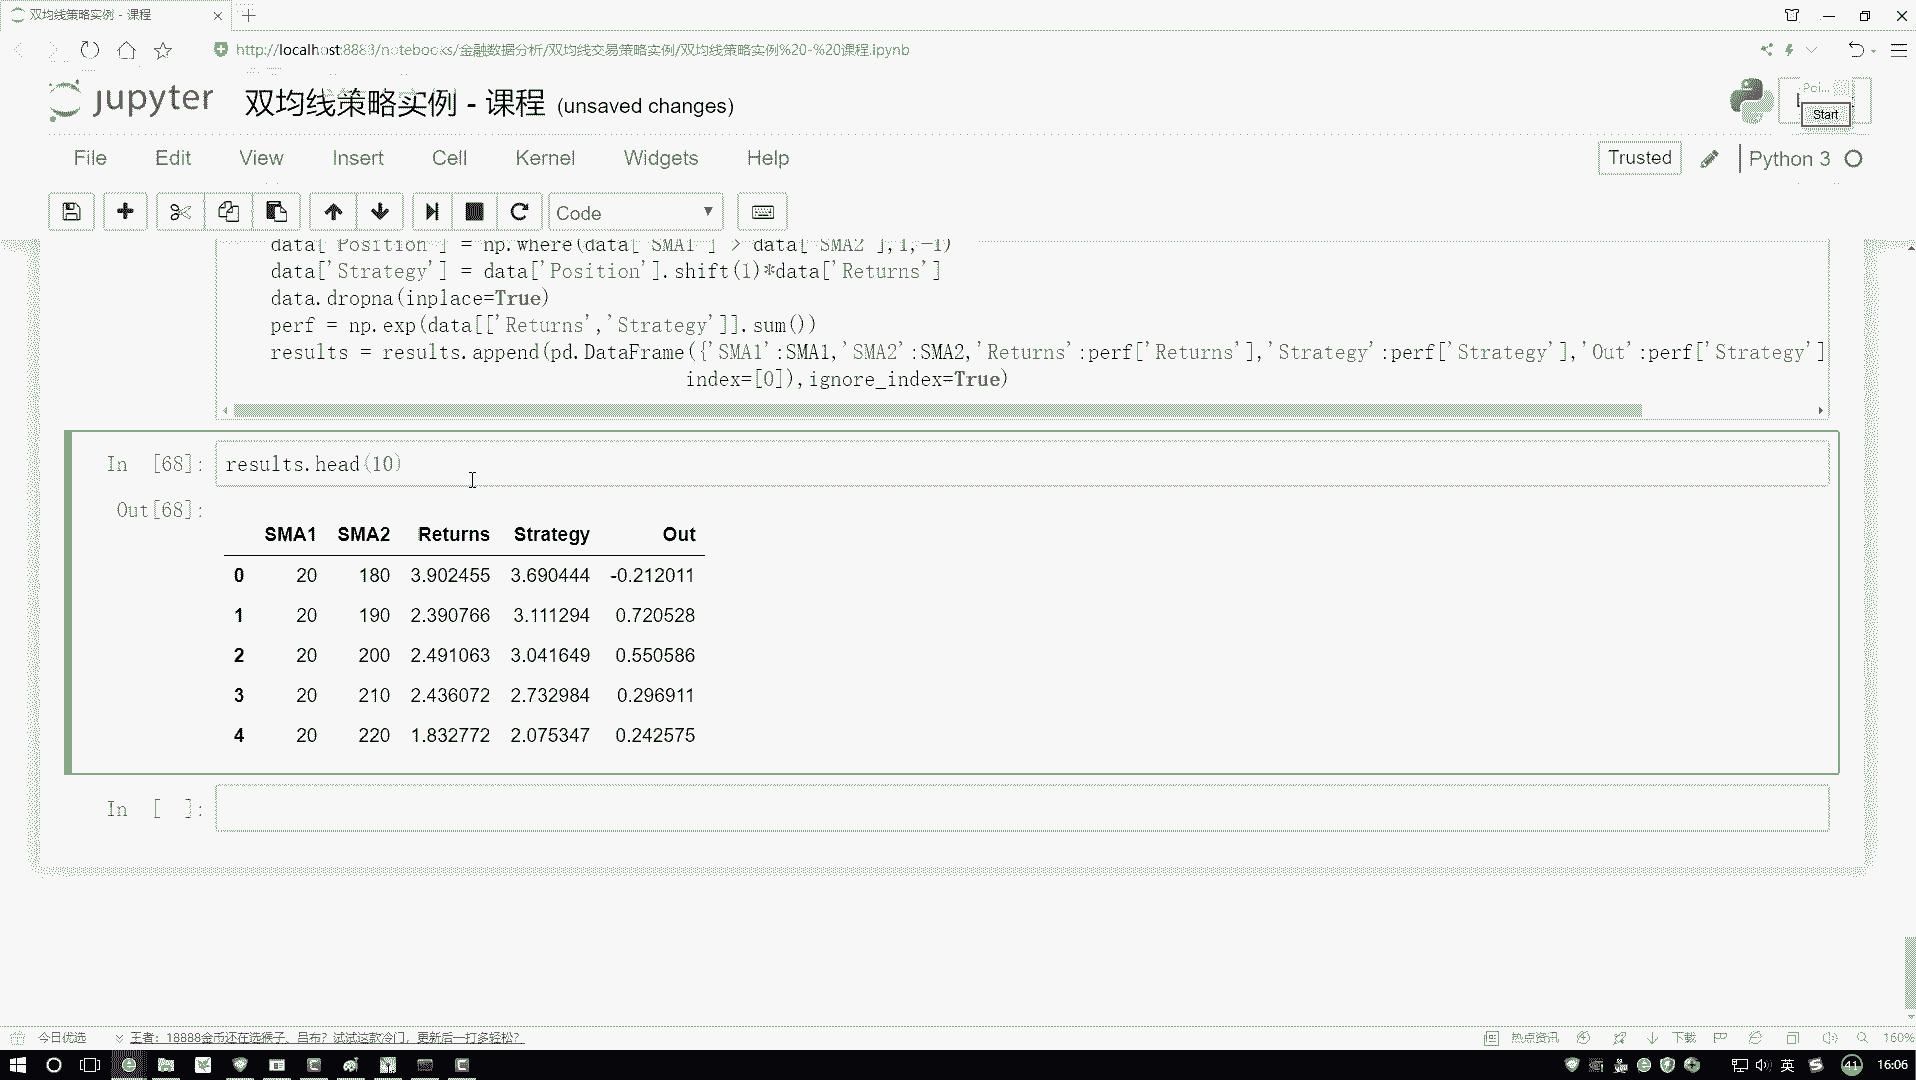 双均线策略实例 - 课程
http://localhost:8888/notebooks/金融数据分析/双均线交易策略实例/双均线策略实例%20-%20课程.ipynb
jupyter 双均线策略实例 - 课程 (unsaved changes)
Poi...
Start
File Edit View Insert Cell Kernel Widgets Help Trusted Python 3
Code
data['Position'] = np.where(data['SMA1'] > data['SMA2'],1,-1)
data['Strategy'] = data['Position'].shift(1)*data['Returns']
data.dropna(inplace=True)
perf = np.exp(data[['Returns','Strategy']].sum())
results = results.append(pd.DataFrame({'SMA1':SMA1,'SMA2':SMA2,'Returns':perf['Returns'],'Strategy':perf['Strategy'],'Out':perf['Strategy']
index=[0]),ignore_index=True)
In [68]: results.head(10)
Out[68]:
SMA1 SMA2 Returns Strategy Out
0 20 180 3.902455 3.690444 -0.212011
1 20 190 2.390766 3.111294 0.720528
2 20 200 2.491063 3.041649 0.550586
3 20 210 2.436072 2.732984 0.296911
4 20 220 1.832772 2.075347 0.242575
In [ ]:
今日优选 王者：18888金币还在选猴子、吕布？试试这款冷门，更新后一打多轻松？ 热点资讯 下载 160%
英 41 16:06